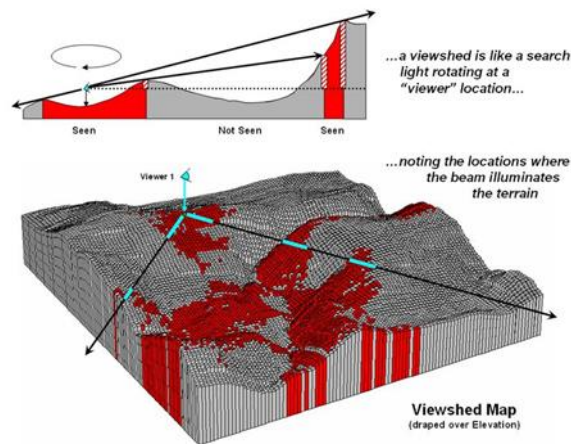 …a viewshed is like a search
light rotating at a
“viewer” location…
Seen
Not Seen
Seen
…noting the locations where
the beam illuminates
the terrain
Viewer 1
Viewshed Map
(draped over Elevation)